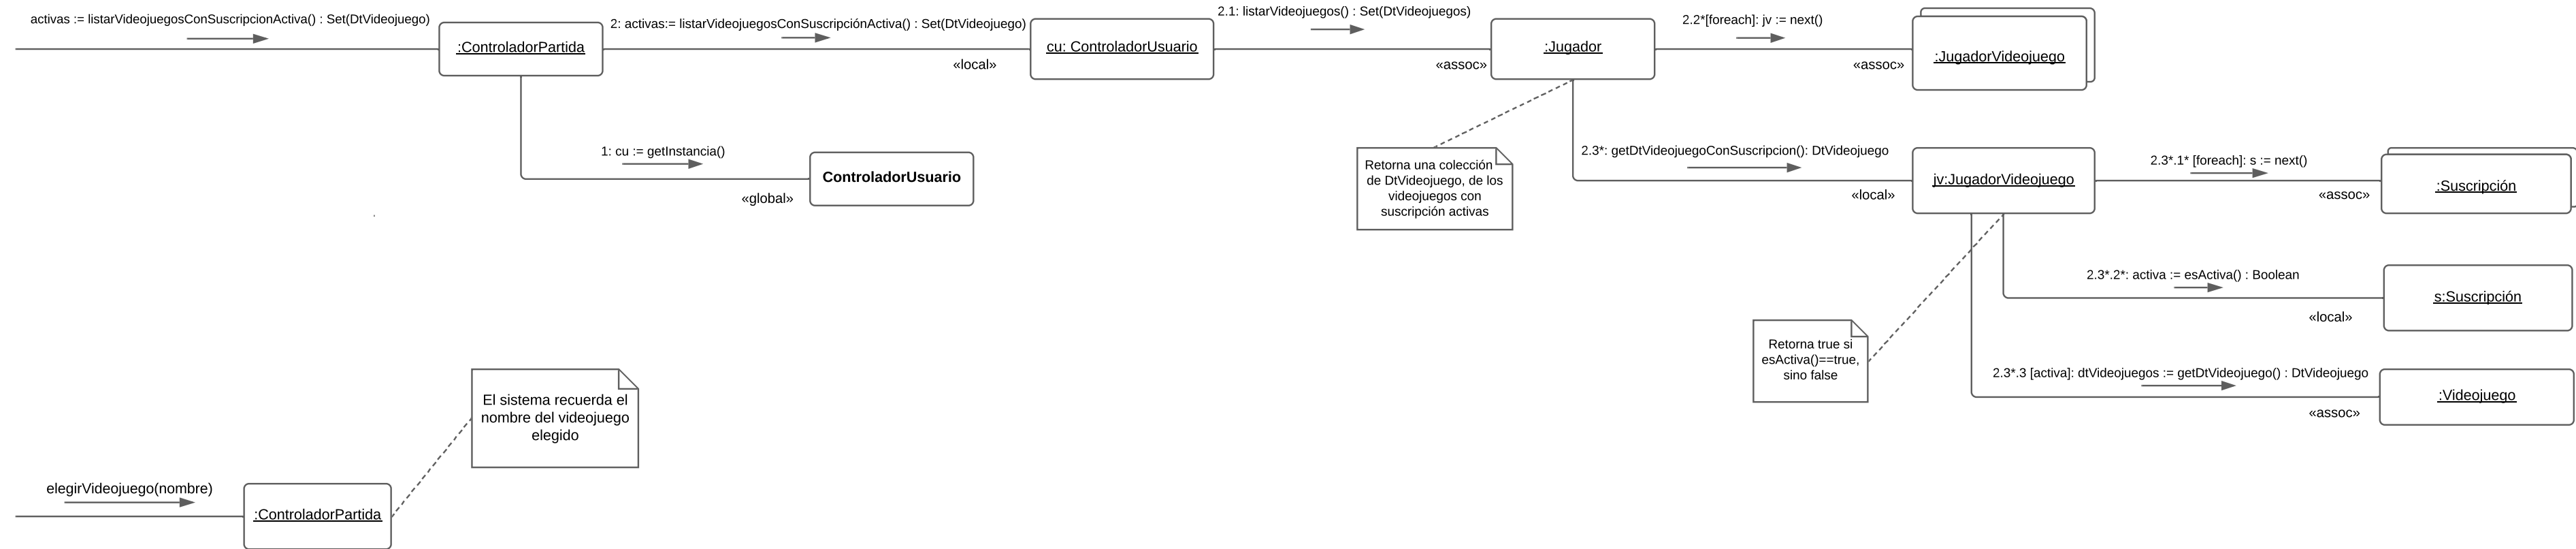 activas := listarVideojuegosConSuscripcionActiva() : Set(DtVideojuego)
:ControladorPartida
2: activas:= listarVideojuegosConSuscripciónActiva() : Set(DtVideojuego)
«local»
cu: ControladorUsuario
2.1: listarVideojuegos() : Set(DtVideojuegos)
«assoc»
:Jugador
2.2*[foreach]: jv := next()
«assoc»
:JugadorVideojuego
1: cu := getInstancia()
«global»
ControladorUsuario
Retorna una colección
de DtVideojuego, de los
videojuegos con
suscripción activas
2.3*: getDtVideojuegoConSuscripcion(): DtVideojuego
«local»
jv:JugadorVideojuego
2.3*.1* [foreach]: s := next()
«assoc»
:Suscripción
2.3*.2*: activa := esActiva() : Boolean
«local»
s:Suscripción
Retorna true si
esActiva()==true,
sino false
2.3*.3 [activa]: dtVideojuegos := getDtVideojuego() : DtVideojuego
«assoc»
:Videojuego
El sistema recuerda el
nombre del videojuego
elegido
elegirVideojuego(nombre)
:ControladorPartida